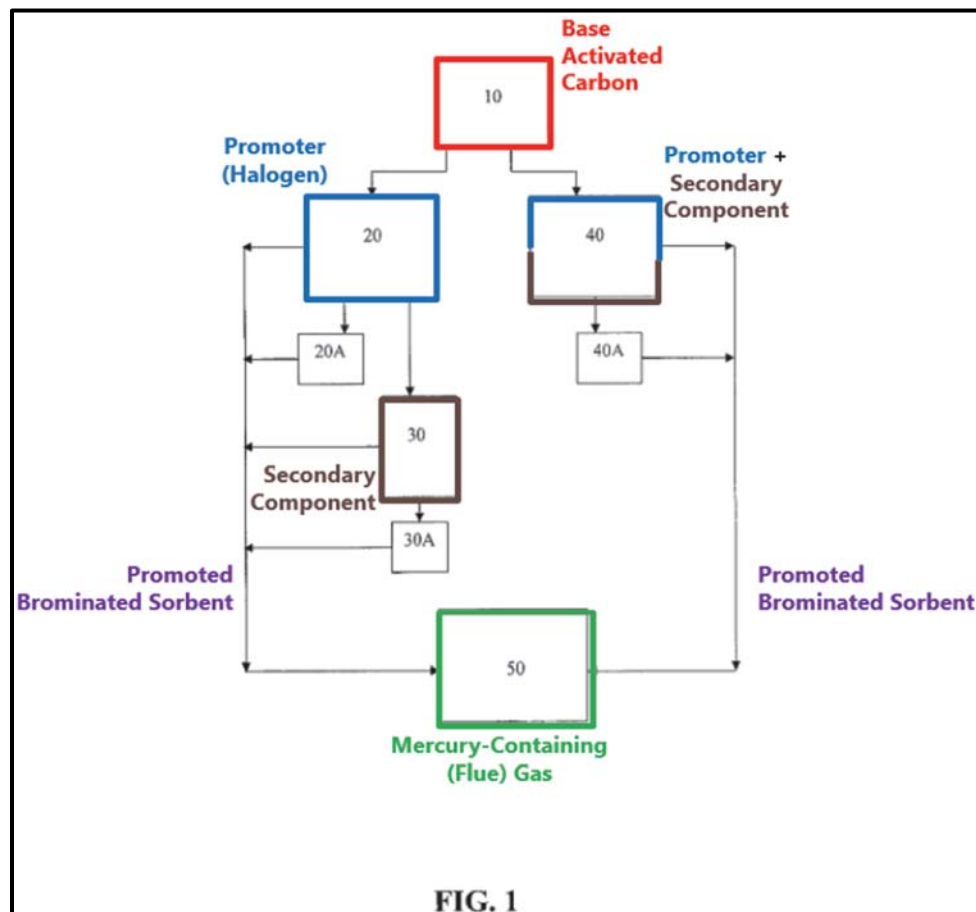 Base
Activated
Carbon
10
Promoter
(Halogen)
Promoter +
Secondary
Component
20
40
20A
40A
30
Secondary
Component
30A
Promoted
Brominated Sorbent
Promoted
Brominated Sorbent
50
Mercury-Containing
(Flue) Gas
FIG. 1